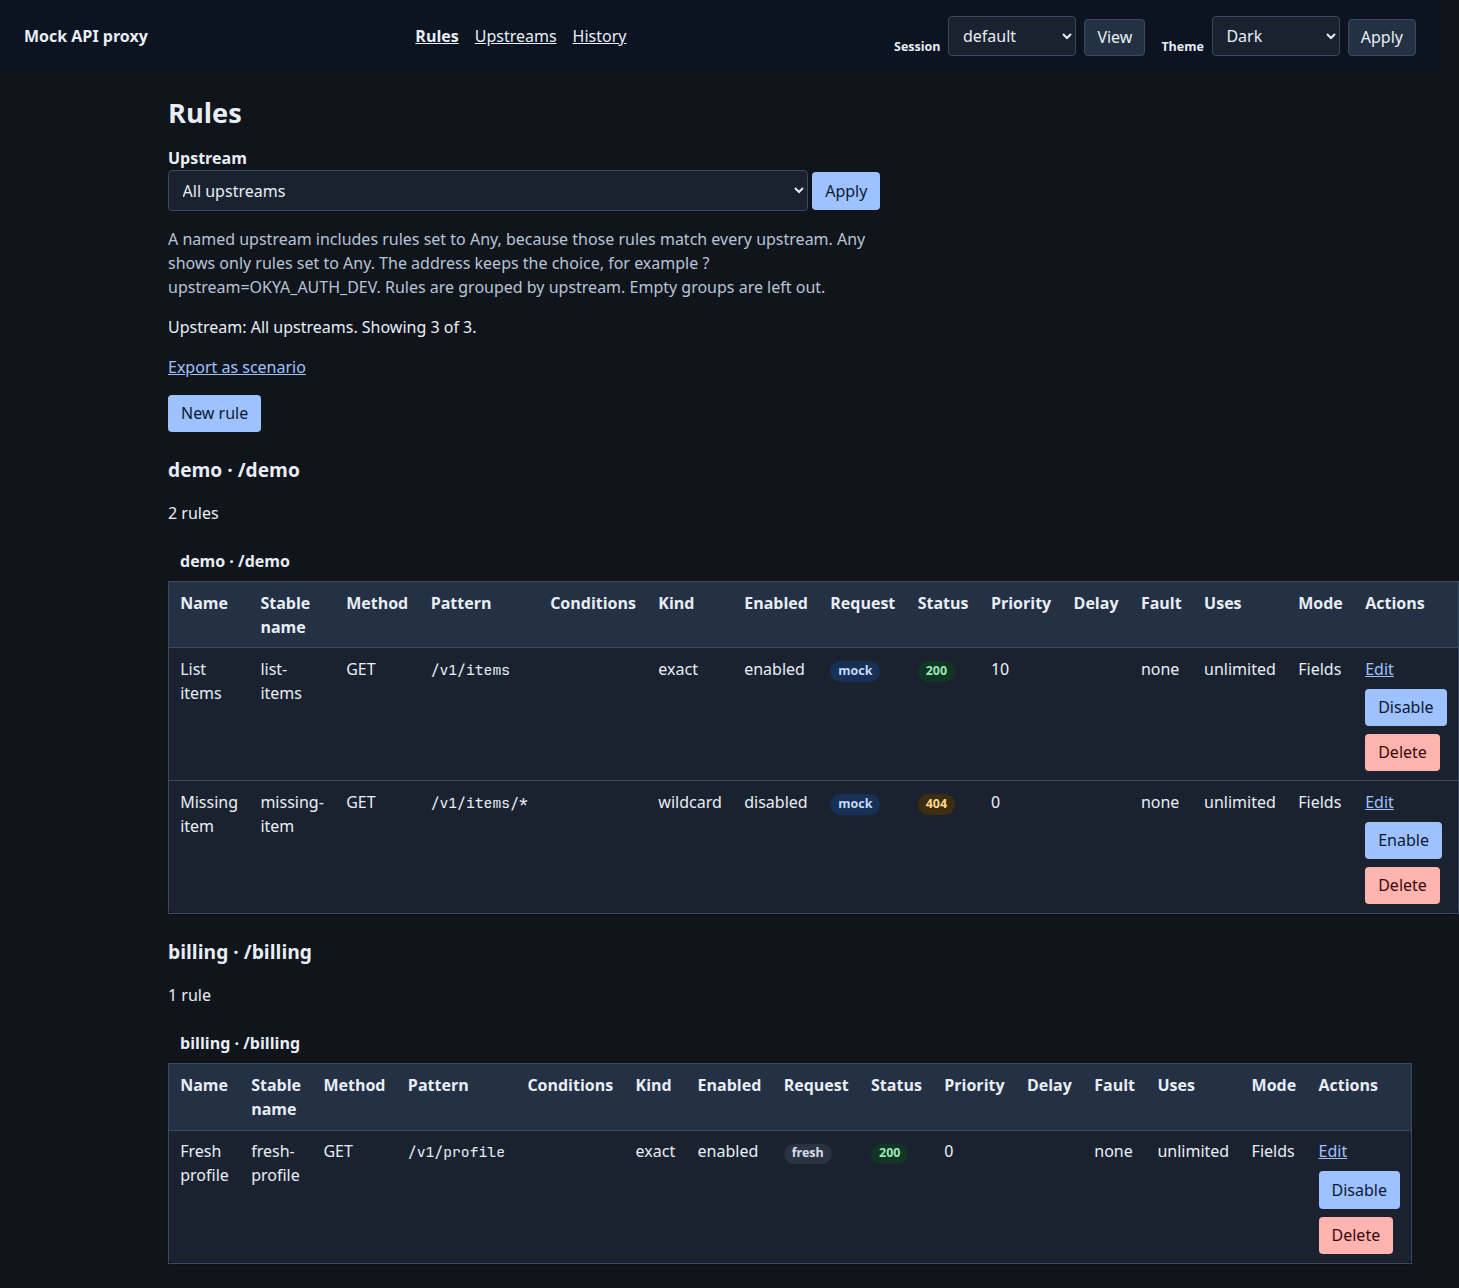 Mock API proxy
Rules Upstreams History
Session default View Theme Dark Apply
Rules
Upstream
All upstreams Apply
A named upstream includes rules set to Any, because those rules match every upstream. Any
shows only rules set to Any. The address keeps the choice, for example ?
upstream=OKYA_AUTH_DEV. Rules are grouped by upstream. Empty groups are left out.
Upstream: All upstreams. Showing 3 of 3.
Export as scenario
New rule
demo · /demo
2 rules
demo · /demo
Name Stable name Method Pattern Conditions Kind Enabled Request Status Priority Delay Fault Uses Mode Actions
List items list-items GET /v1/items exact enabled mock 200 10 none unlimited Fields Edit
Disable
Delete
Missing item missing-item GET /v1/items/* wildcard disabled mock 404 0 none unlimited Fields Edit
Enable
Delete
billing · /billing
1 rule
billing · /billing
Name Stable name Method Pattern Conditions Kind Enabled Request Status Priority Delay Fault Uses Mode Actions
Fresh profile fresh-profile GET /v1/profile exact enabled fresh 200 0 none unlimited Fields Edit
Disable
Delete